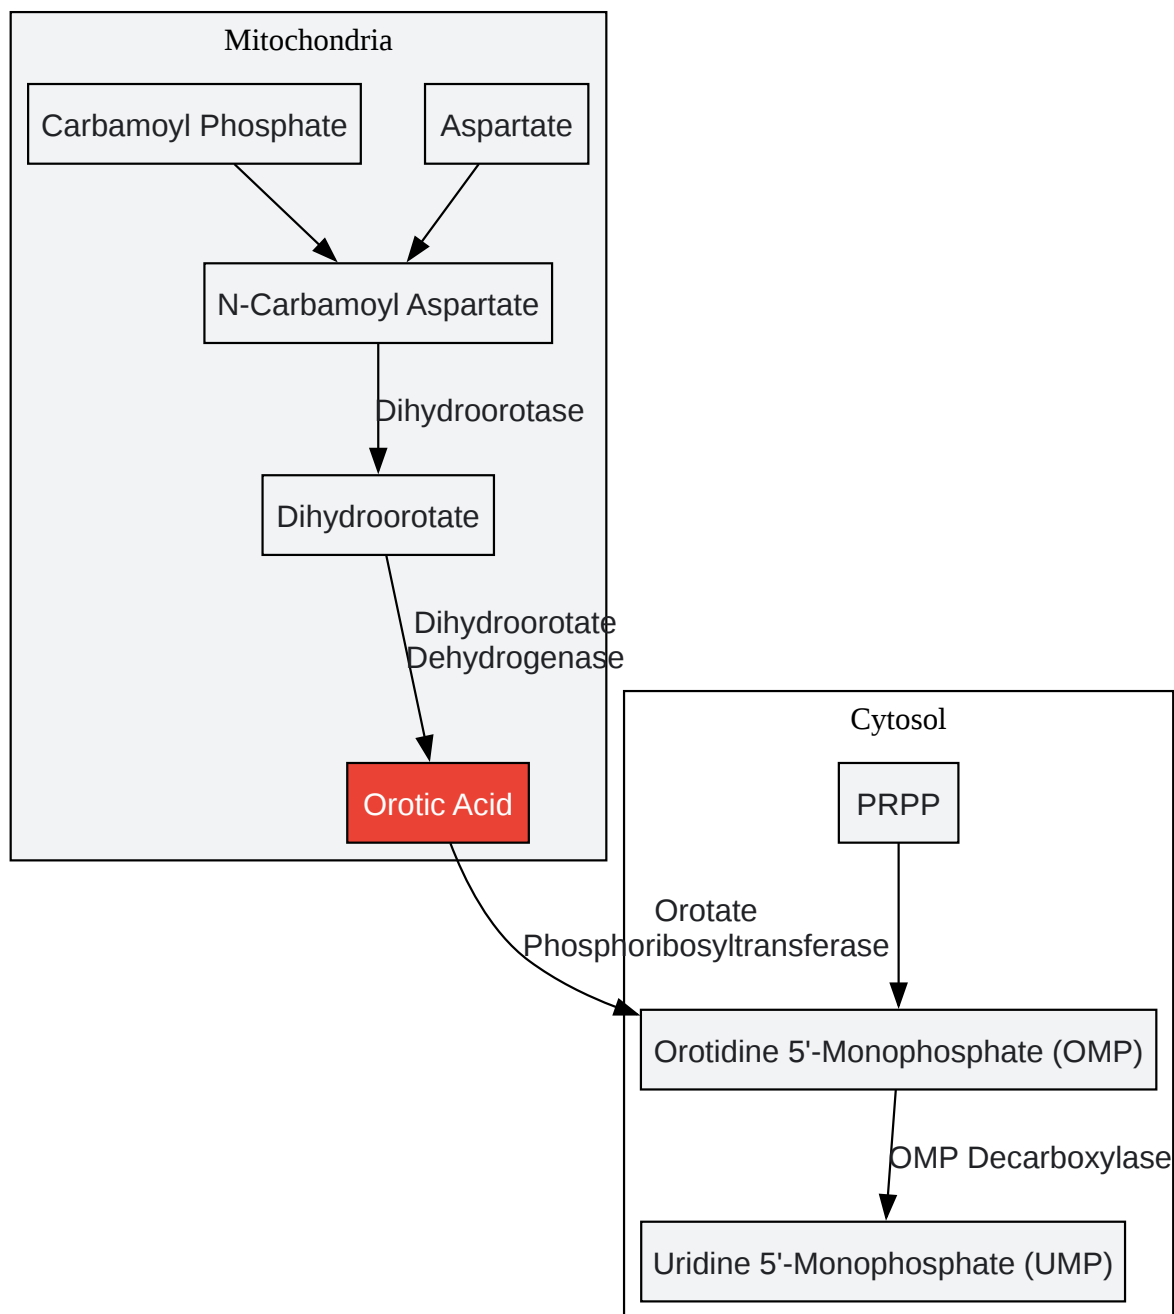 Mitochondria
Carbamoyl Phosphate
Aspartate
N-Carbamoyl Aspartate
Dihydroorotase
Dihydroorotate
Dihydroorotate
Dehydrogenase
Cytosol
Orotic Acid
PRPP
Orotate
Phosphoribosyltransferase
Orotidine 5'-Monophosphate (OMP)
OMP Decarboxylase
Uridine 5'-Monophosphate (UMP)